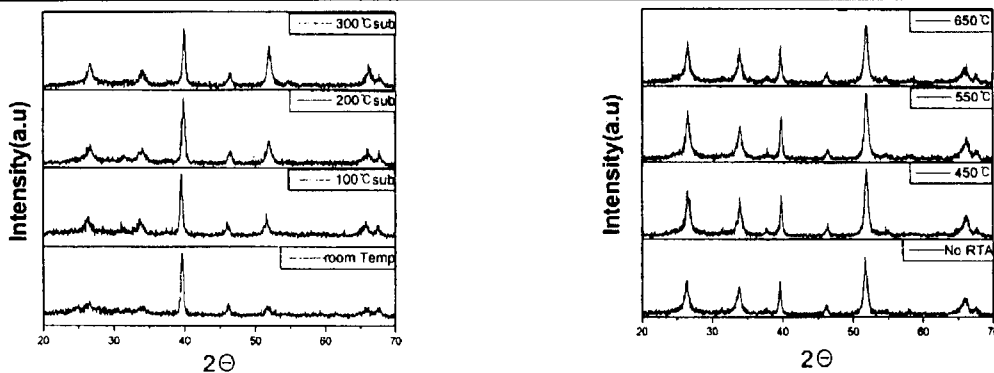 300℃sub
200℃sub
100℃sub
room Temp
Intensity(a.u)
20 30 40 50 60 70
2Θ
650℃
550℃
450℃
No RTA
Intensity(a.u)
20 30 40 50 60 70
2Θ